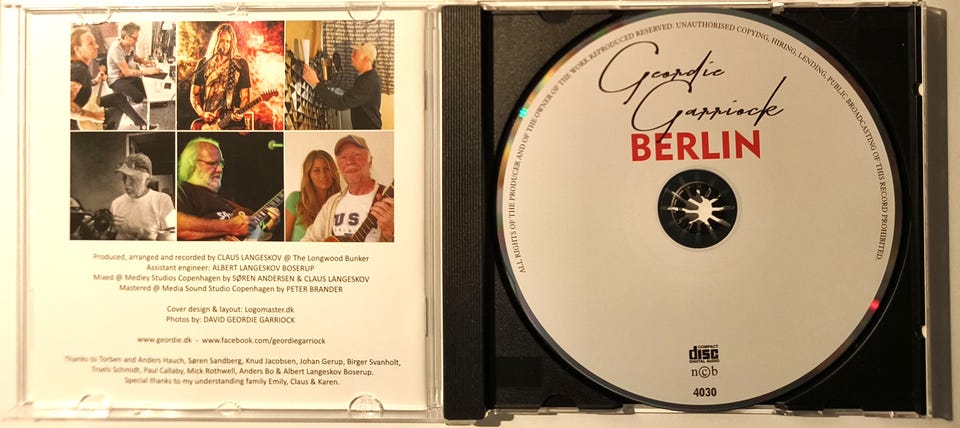 Produced, arranged and recorded by CLAUS LANGESKOV @ The Longwood Bunker
Assistant engineer: ALBERT LANGESKOV BOSERUP
Mixed @ Medley Studios Copenhagen by SØREN ANDERSEN & CLAUS LANGESKOV
Mastered @ Media Sound Studio Copenhagen by PETER BRANDER
Cover design & layout: Logomaster.dk
Photos by: DAVID GEORDIE GARRIOCK
www.geordie.dk - www.facebook.com/geordiegarriock
Thanks to Torben and Anders Hauch, Søren Sandberg, Knud Jacobsen, Johan Gerup, Birger Svanholt,
Troels Schmidt, Paul Callaby, Mick Rothwell, Anders Bo & Albert Langeskov Boserup.
Special thanks to my understanding family Emily, Claus & Karen.
US
ALL RIGHTS OF THE PRODUCER AND OF THE OWNER OF THE WORK REPRODUCED RESERVED. UNAUTHORISED COPYING, HIRING, LENDING, PUBLIC BROADCASTING OF THIS RECORD PROHIBITED
Geordie
Garriock
BERLIN
COMPACT
disc
DIGITAL AUDIO
n©b
4030